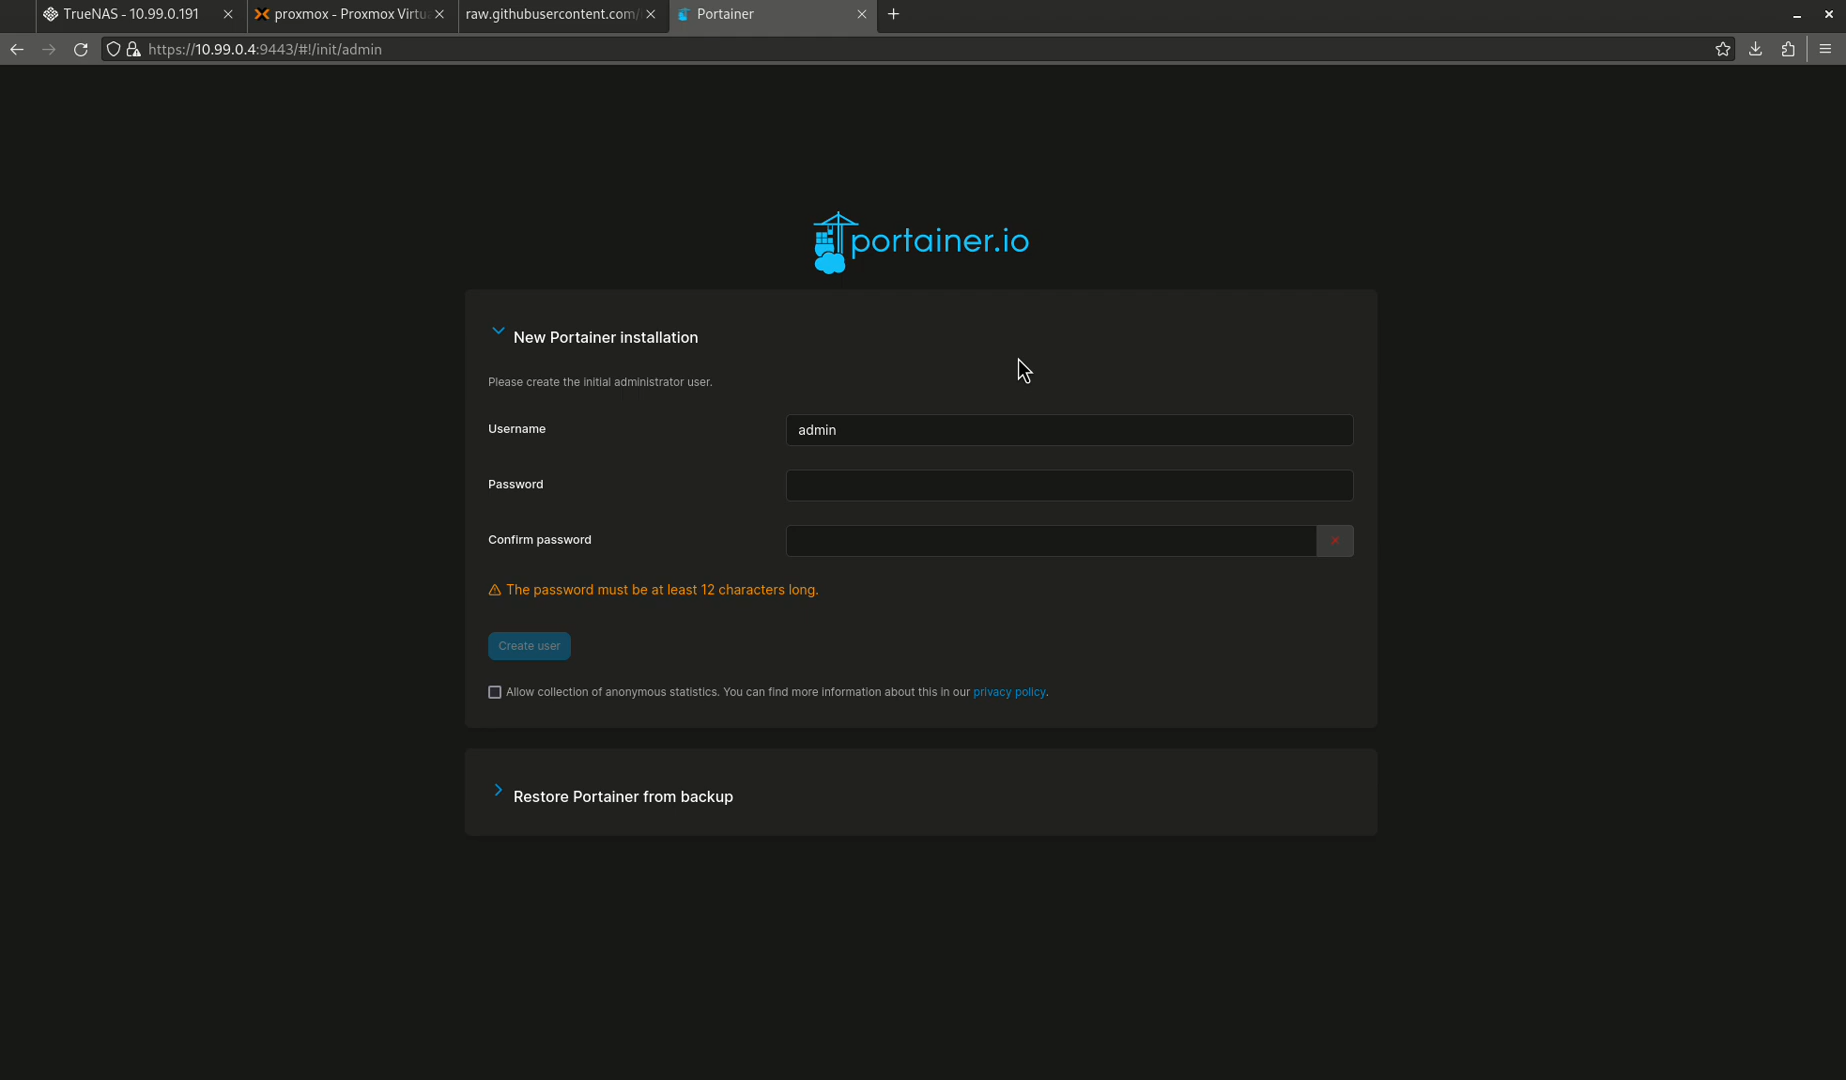 TrueNAS - 10.99.0.191
proxmox - Proxmox Virtu
raw.githubusercontent.com/
Portainer
https://10.99.0.4:9443/#!/init/admin
portainer.io
New Portainer installation
Please create the initial administrator user.
Username
admin
Password
Confirm password
The password must be at least 12 characters long.
Create user
Allow collection of anonymous statistics. You can find more information about this in our privacy policy.
Restore Portainer from backup